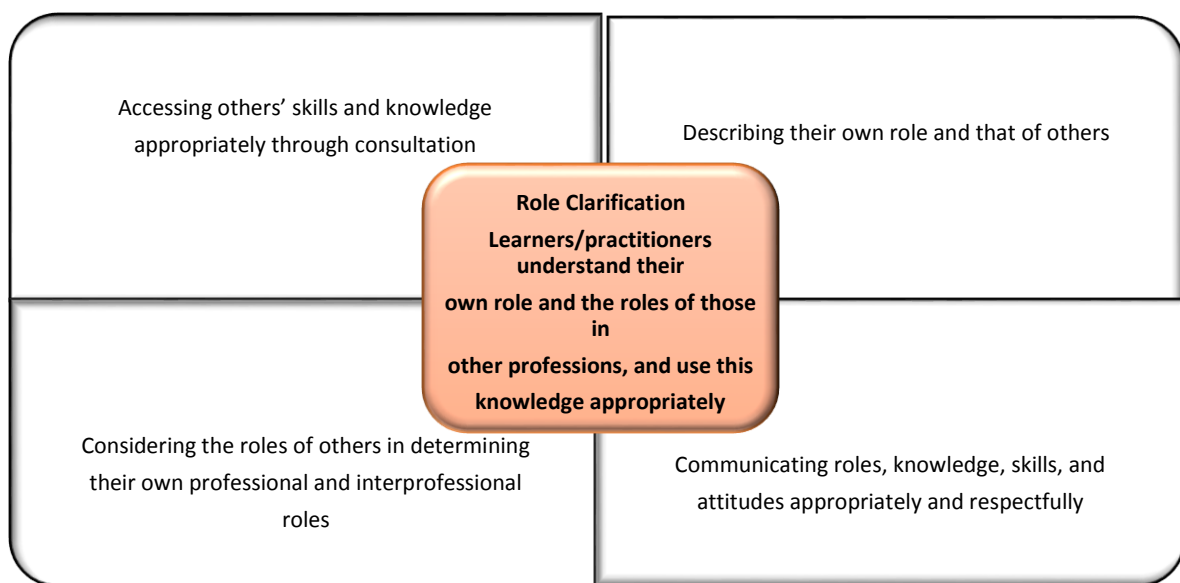 Accessing others’ skills and knowledge
appropriately through consultation
Describing their own role and that of others
Role Clarification
Learners/practitioners
understand their
own role and the roles of those
in
other professions, and use this
knowledge appropriately
Considering the roles of others in determining
their own professional and interprofessional
roles
Communicating roles, knowledge, skills, and
attitudes appropriately and respectfully